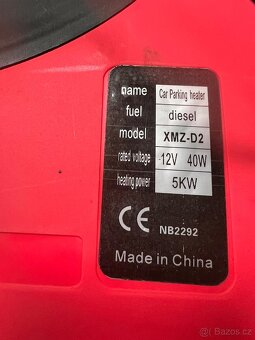 name Car Parking heater
fuel diesel
model XMZ-D2
rated voltage 12V 40W
heating power 5KW
CE NB2292
Made in China
Bazoš.cz